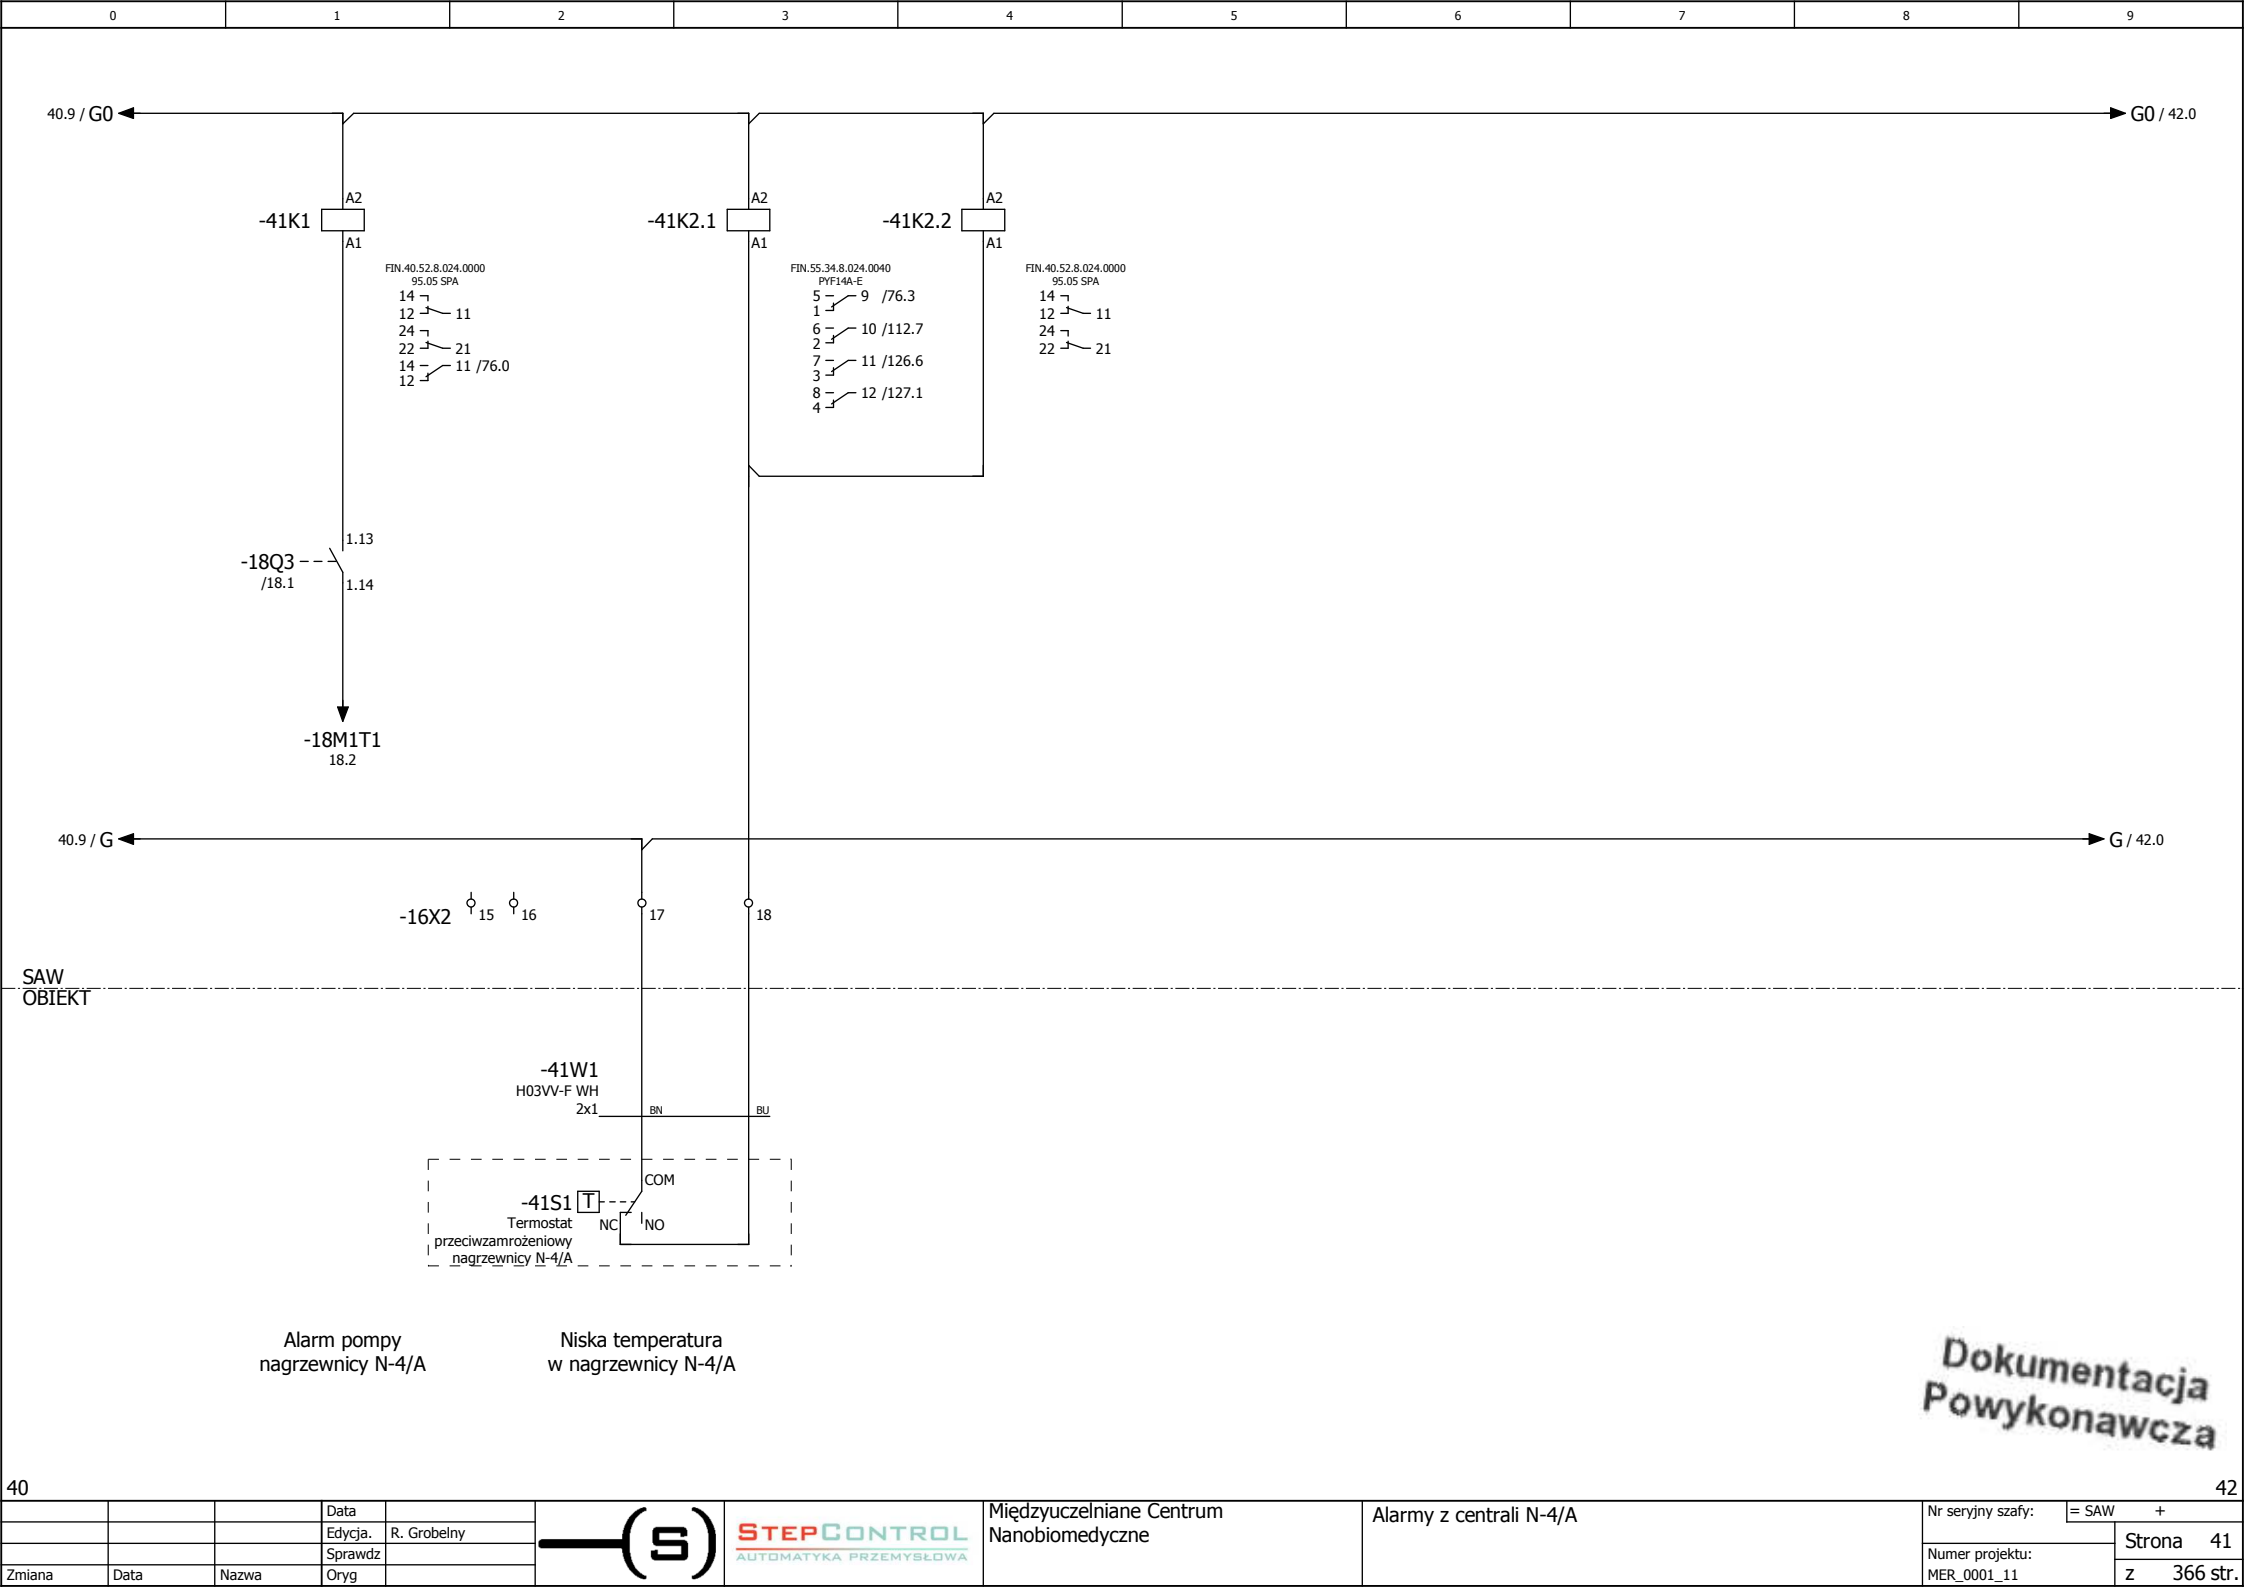 0 1 2 3 4 5 6 7 8 9
40.9 / G0
G0 / 42.0
A2
-41K1
A1
A2
-41K2.1
A1
A2
-41K2.2
A1
FIN.40.52.8.024.0000
95.05 SPA
14
12 11
24
22 21
14 11 /76.0
12
FIN.55.34.8.024.0040
PYF14A-E
5 9 /76.3
1
6 10 /112.7
2
7 11 /126.6
3
8 12 /127.1
4
FIN.40.52.8.024.0000
95.05 SPA
14
12 11
24
22 21
1.13
-18Q3
/18.1
1.14
-18M1T1
18.2
40.9 / G
G / 42.0
-16X2 15 16 17 18
SAW
OBIEKT
-41W1
H03VV-F WH
2x1
BN BU
COM
-41S1 T
Termostat
przeciwzamrożeniowy
nagrzewnicy N-4/A
NC NO
Alarm pompy
nagrzewnicy N-4/A
Niska temperatura
w nagrzewnicy N-4/A
Dokumentacja
Powykonawcza
40
42
Data
Edycja. R. Grobelny
Sprawdz
Zmiana Data Nazwa Oryg
(S)
STEPCONTROL
AUTOMATYKA PRZEMYSŁOWA
Międzyuczelniane Centrum
Nanobiomedyczne
Alarmy z centrali N-4/A
Nr seryjny szafy:
= SAW +
Strona 41
Numer projektu:
MER_0001_11
z 366 str.